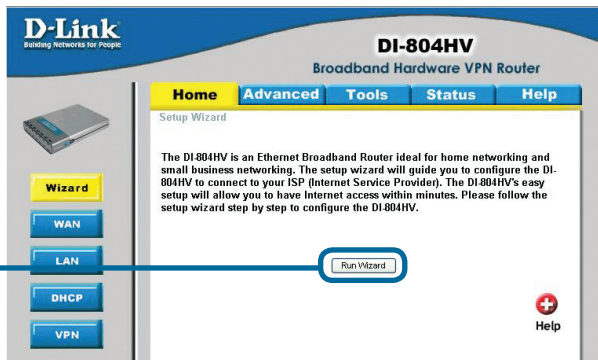 D-Link
Building Networks for People
DI-804HV
Broadband Hardware VPN Router
Home Advanced Tools Status Help
Setup Wizard
The DI-804HV is an Ethernet Broadband Router ideal for home networking and
small business networking. The setup wizard will guide you to configure the DI-
804HV to connect to your ISP (Internet Service Provider). The DI-804HV's easy
setup will allow you to have Internet access within minutes. Please follow the
setup wizard step by step to configure the DI-804HV.
Wizard
WAN
LAN
DHCP
VPN
Run Wizard
Help